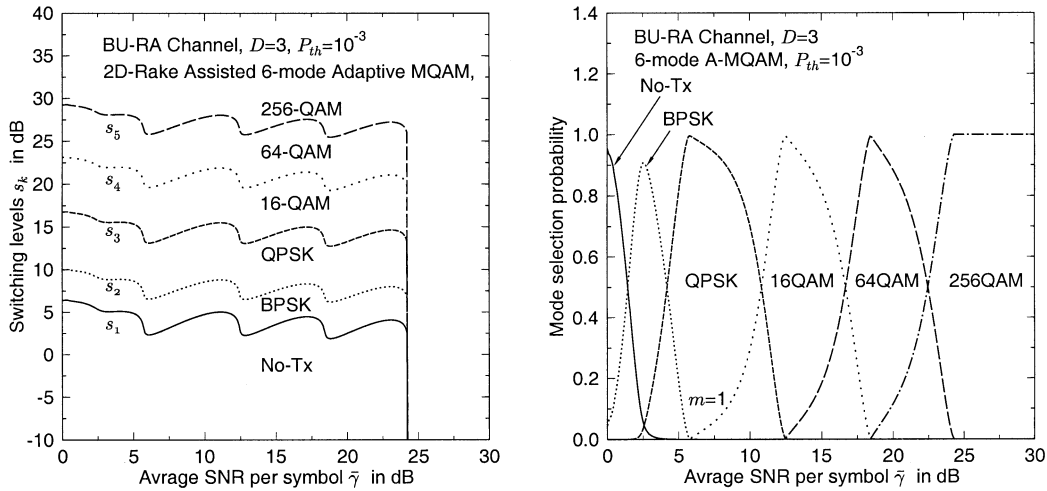 40
35
30
25
20
15
10
5
0
-5
-10
Switching levels s_k in dB
BU-RA Channel, D=3, P_th=10^-3
2D-Rake Assisted 6-mode Adaptive MQAM,
256-QAM
s_5
64-QAM
s_4
16-QAM
s_3
QPSK
s_2
BPSK
s_1
No-Tx
0 5 10 15 20 25 30
Avrage SNR per symbol γ̄ in dB
1.4
1.2
1.0
0.8
0.6
0.4
0.2
0.0
Mode selection probability
BU-RA Channel, D=3
6-mode A-MQAM, P_th=10^-3
No-Tx
BPSK
QPSK 16QAM 64QAM 256QAM
m=1
0 5 10 15 20 25 30
Avrage SNR per symbol γ̄ in dB